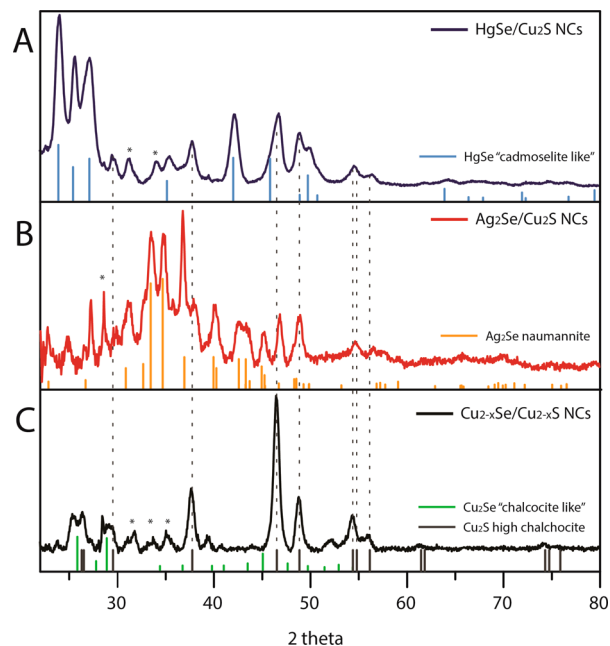 A
HgSe/Cu₂S NCs
* *
HgSe "cadmoselite like"
B
Ag₂Se/Cu₂S NCs
*
Ag₂Se naumannite
C
Cu₂₋ₓSe/Cu₂₋ₓS NCs
* * *
Cu₂Se "chalcocite like"
Cu₂S high chalchocite
30 40 50 60 70 80
2 theta